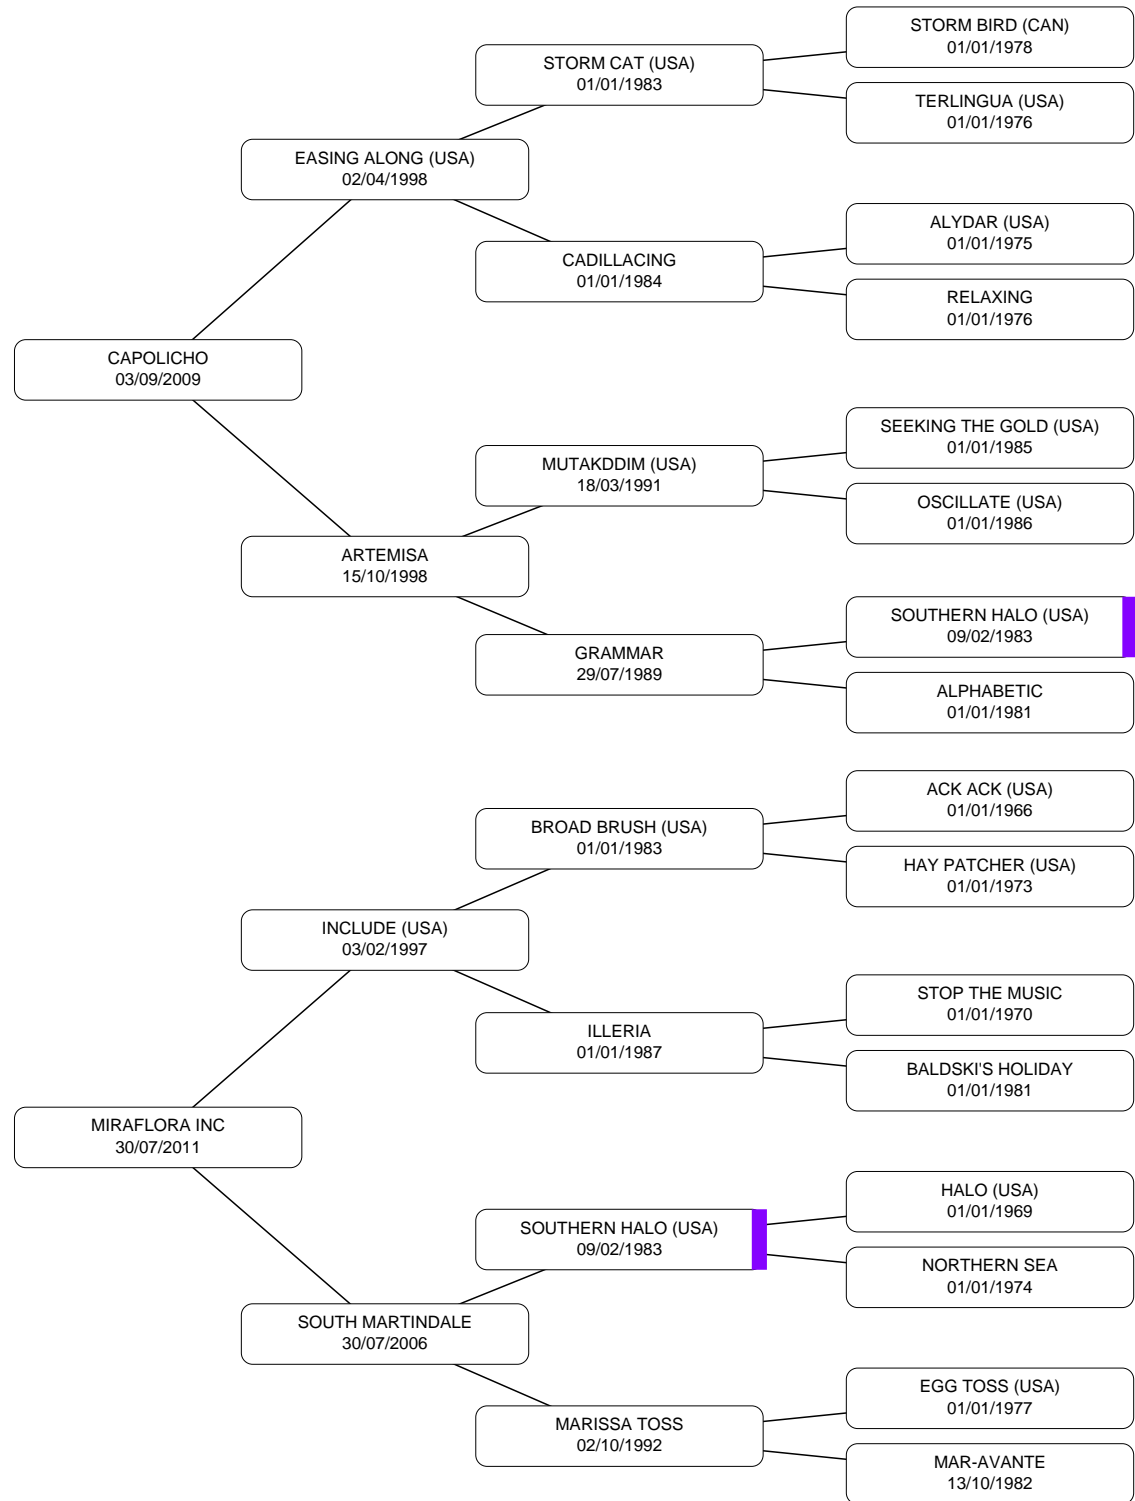 STORM BIRD (CAN)
01/01/1978
STORM CAT (USA)
01/01/1983
TERLINGUA (USA)
01/01/1976
EASING ALONG (USA)
02/04/1998
ALYDAR (USA)
01/01/1975
CADILLACING
01/01/1984
RELAXING
01/01/1976
CAPOLICHO
03/09/2009
SEEKING THE GOLD (USA)
01/01/1985
MUTAKDDIM (USA)
18/03/1991
OSCILLATE (USA)
01/01/1986
ARTEMISA
15/10/1998
SOUTHERN HALO (USA)
09/02/1983
GRAMMAR
29/07/1989
ALPHABETIC
01/01/1981
ACK ACK (USA)
01/01/1966
BROAD BRUSH (USA)
01/01/1983
HAY PATCHER (USA)
01/01/1973
INCLUDE (USA)
03/02/1997
STOP THE MUSIC
01/01/1970
ILLERIA
01/01/1987
BALDSKI'S HOLIDAY
01/01/1981
MIRAFLORA INC
30/07/2011
HALO (USA)
01/01/1969
SOUTHERN HALO (USA)
09/02/1983
NORTHERN SEA
01/01/1974
SOUTH MARTINDALE
30/07/2006
EGG TOSS (USA)
01/01/1977
MARISSA TOSS
02/10/1992
MAR-AVANTE
13/10/1982